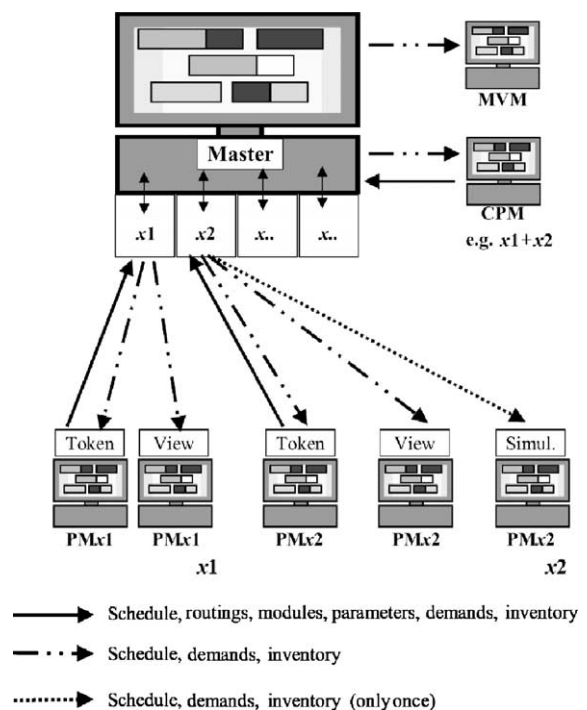 MVM
Master
CPM
e.g. x1+x2
x1 x2 x.. x..
Token View Token View Simul.
PMx1 PMx1 PMx2 PMx2 PMx2
x1 x2
Schedule, routings, modules, parameters, demands, inventory
Schedule, demands, inventory
Schedule, demands, inventory (only once)